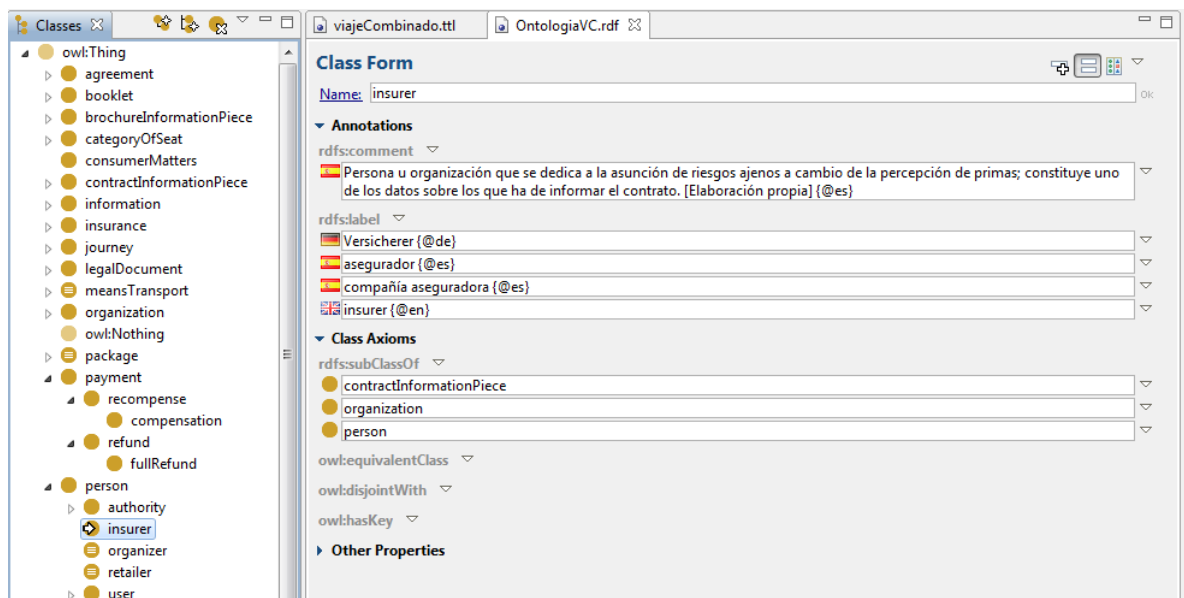 Classes
owl:Thing
agreement
booklet
brochureInformationPiece
categoryOfSeat
consumerMatters
contractInformationPiece
information
insurance
journey
legalDocument
meansTransport
organization
owl:Nothing
package
payment
recompense
compensation
refund
fullRefund
person
authority
insurer
organizer
retailer
user
viajeCombinado.ttl
OntologiaVC.rdf
Class Form
Name: insurer
Ok
Annotations
rdfs:comment
Persona u organización que se dedica a la asunción de riesgos ajenos a cambio de la percepción de primas; constituye uno
de los datos sobre los que ha de informar el contrato. [Elaboración propia] {@es}
rdfs:label
Versicherer {@de}
asegurador {@es}
compañía aseguradora {@es}
insurer {@en}
Class Axioms
rdfs:subClassOf
contractInformationPiece
organization
person
owl:equivalentClass
owl:disjointWith
owl:hasKey
Other Properties